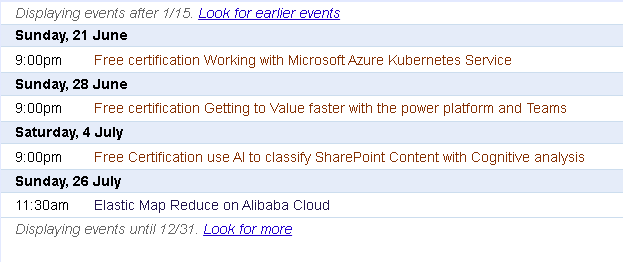 Displaying events after 1/15. Look for earlier events
Sunday, 21 June
9:00pm Free certification Working with Microsoft Azure Kubernetes Service
Sunday, 28 June
9:00pm Free certification Getting to Value faster with the power platform and Teams
Saturday, 4 July
9:00pm Free Certification use AI to classify SharePoint Content with Cognitive analysis
Sunday, 26 July
11:30am Elastic Map Reduce on Alibaba Cloud
Displaying events until 12/31. Look for more